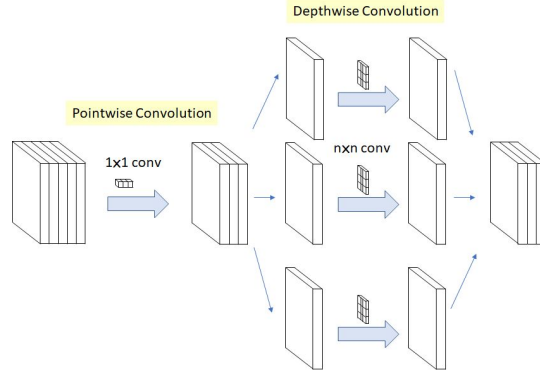 Depthwise Convolution
Pointwise Convolution
1x1 conv
nxn conv